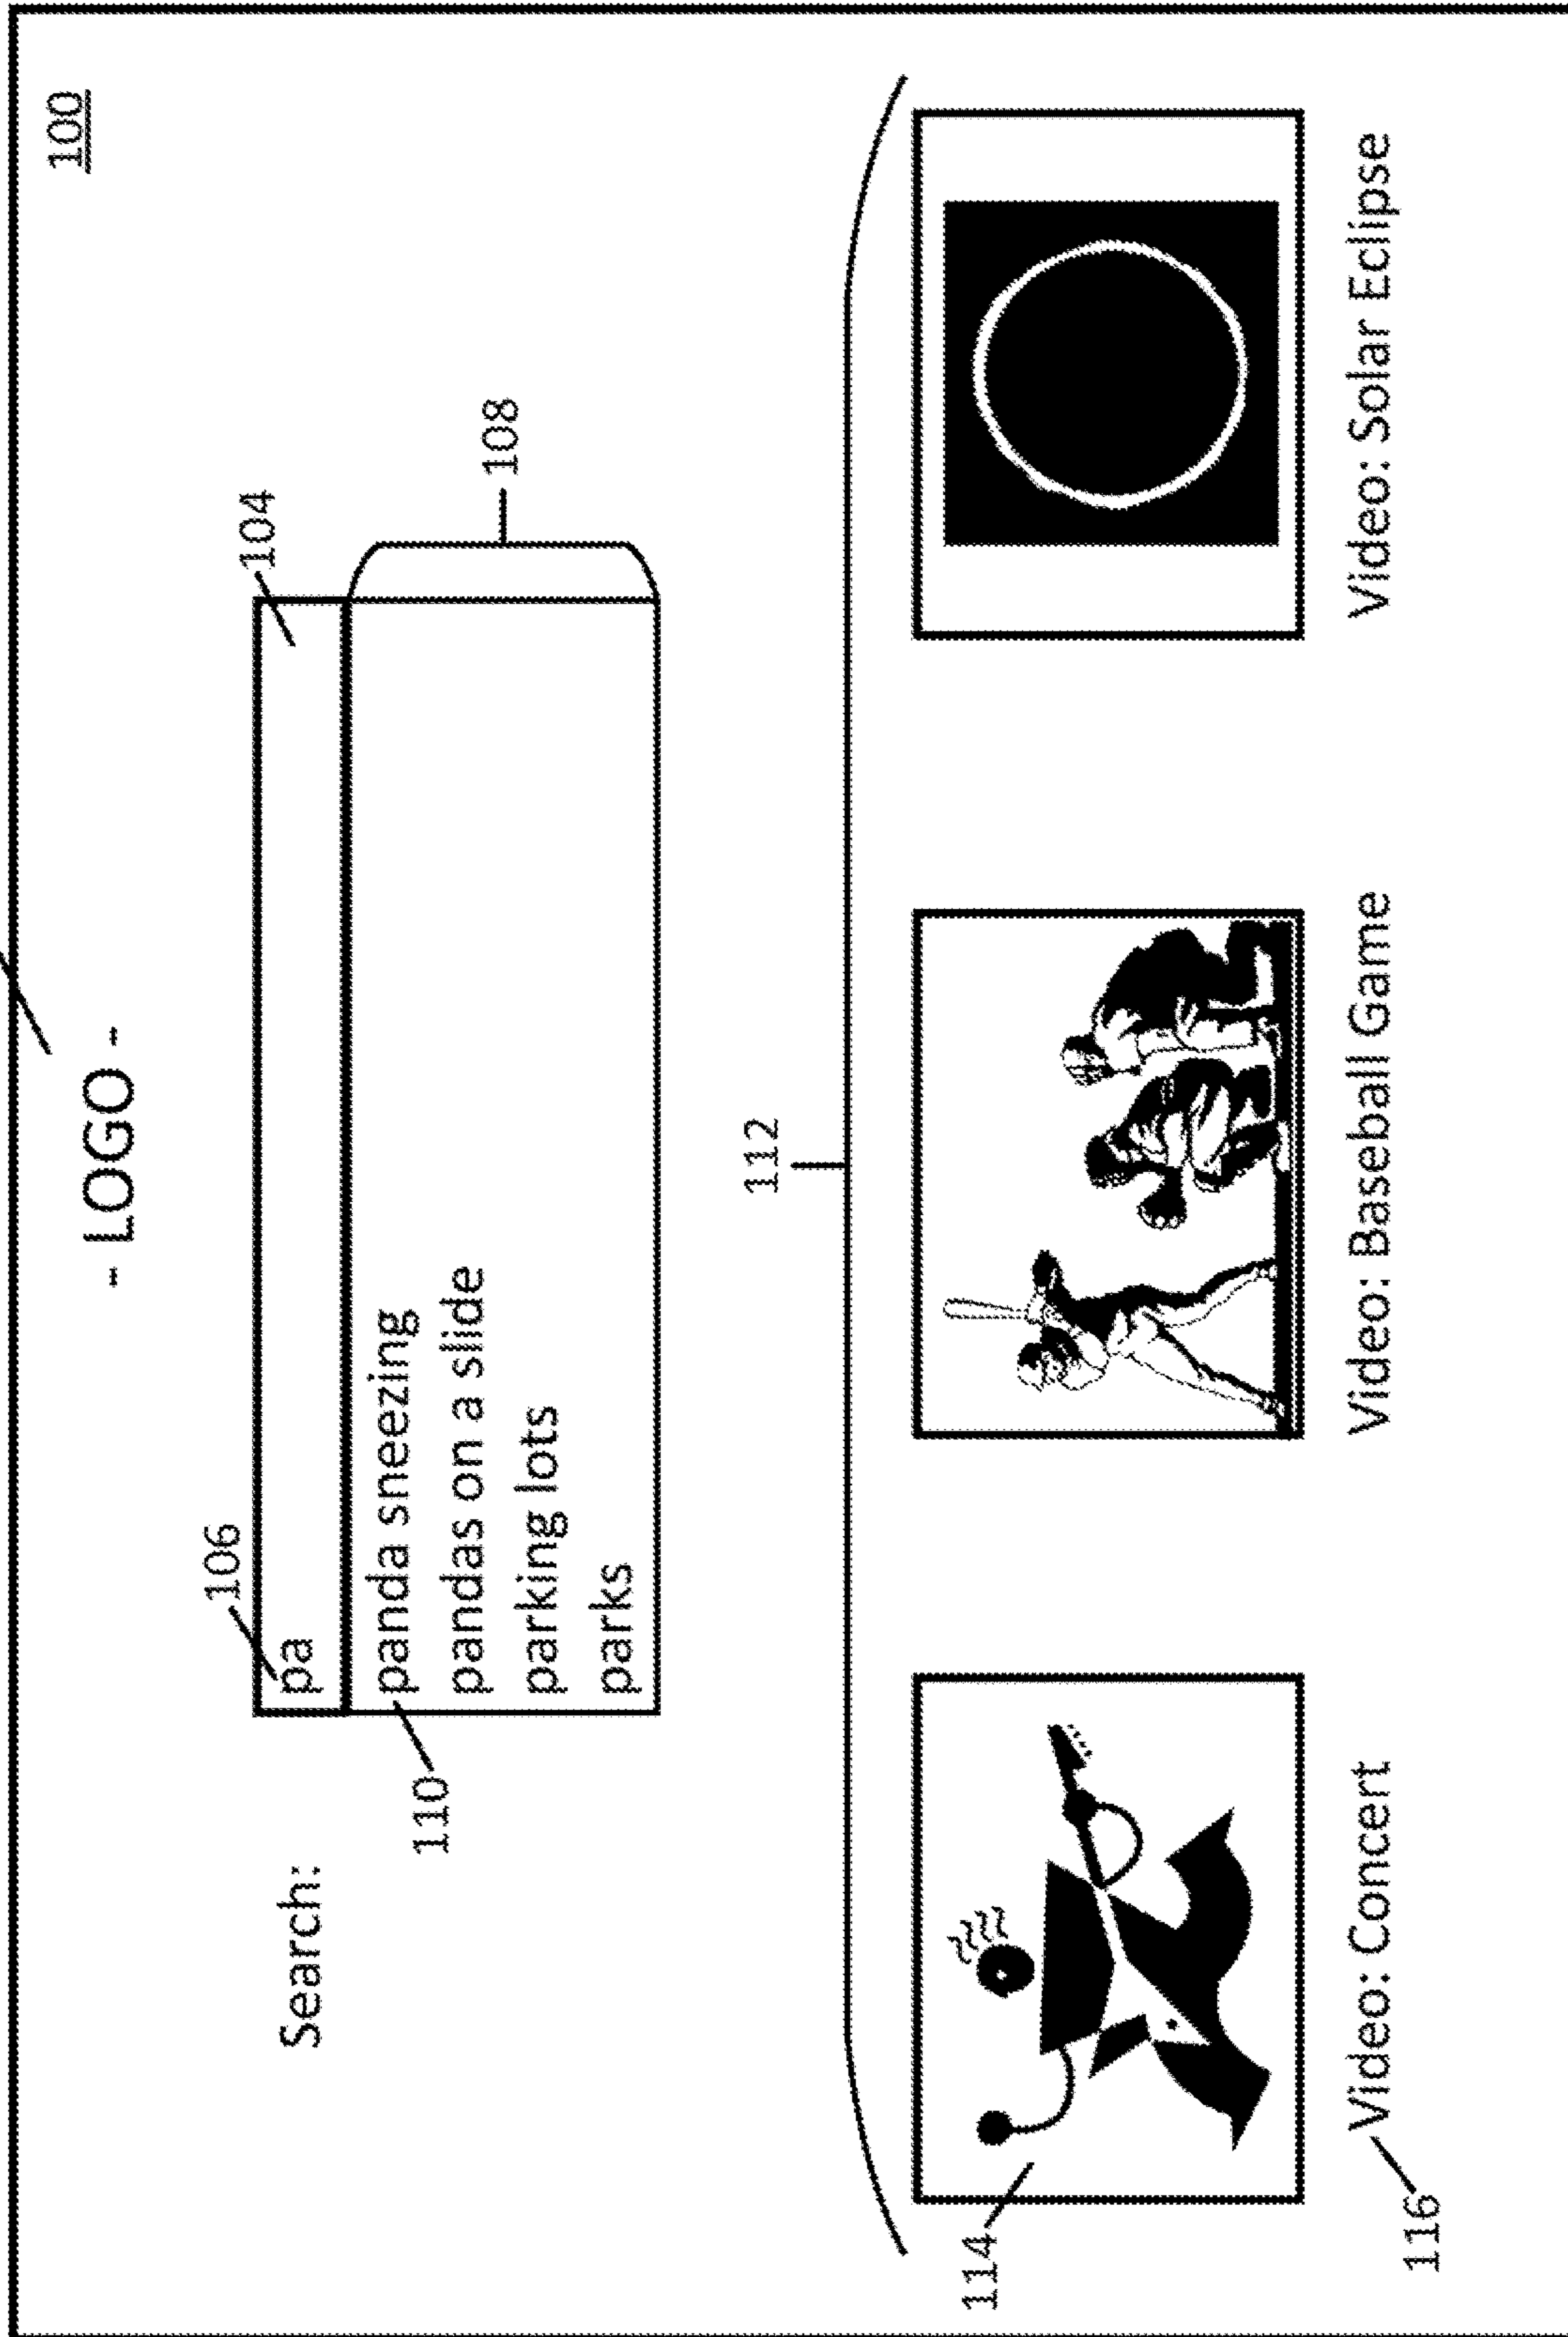 100
- LOGO -
104
106
Search:
pa
108
110
panda sneezing
pandas on a slide
parking lots
parks
112
114
Video: Concert
Video: Baseball Game
Video: Solar Eclipse
116